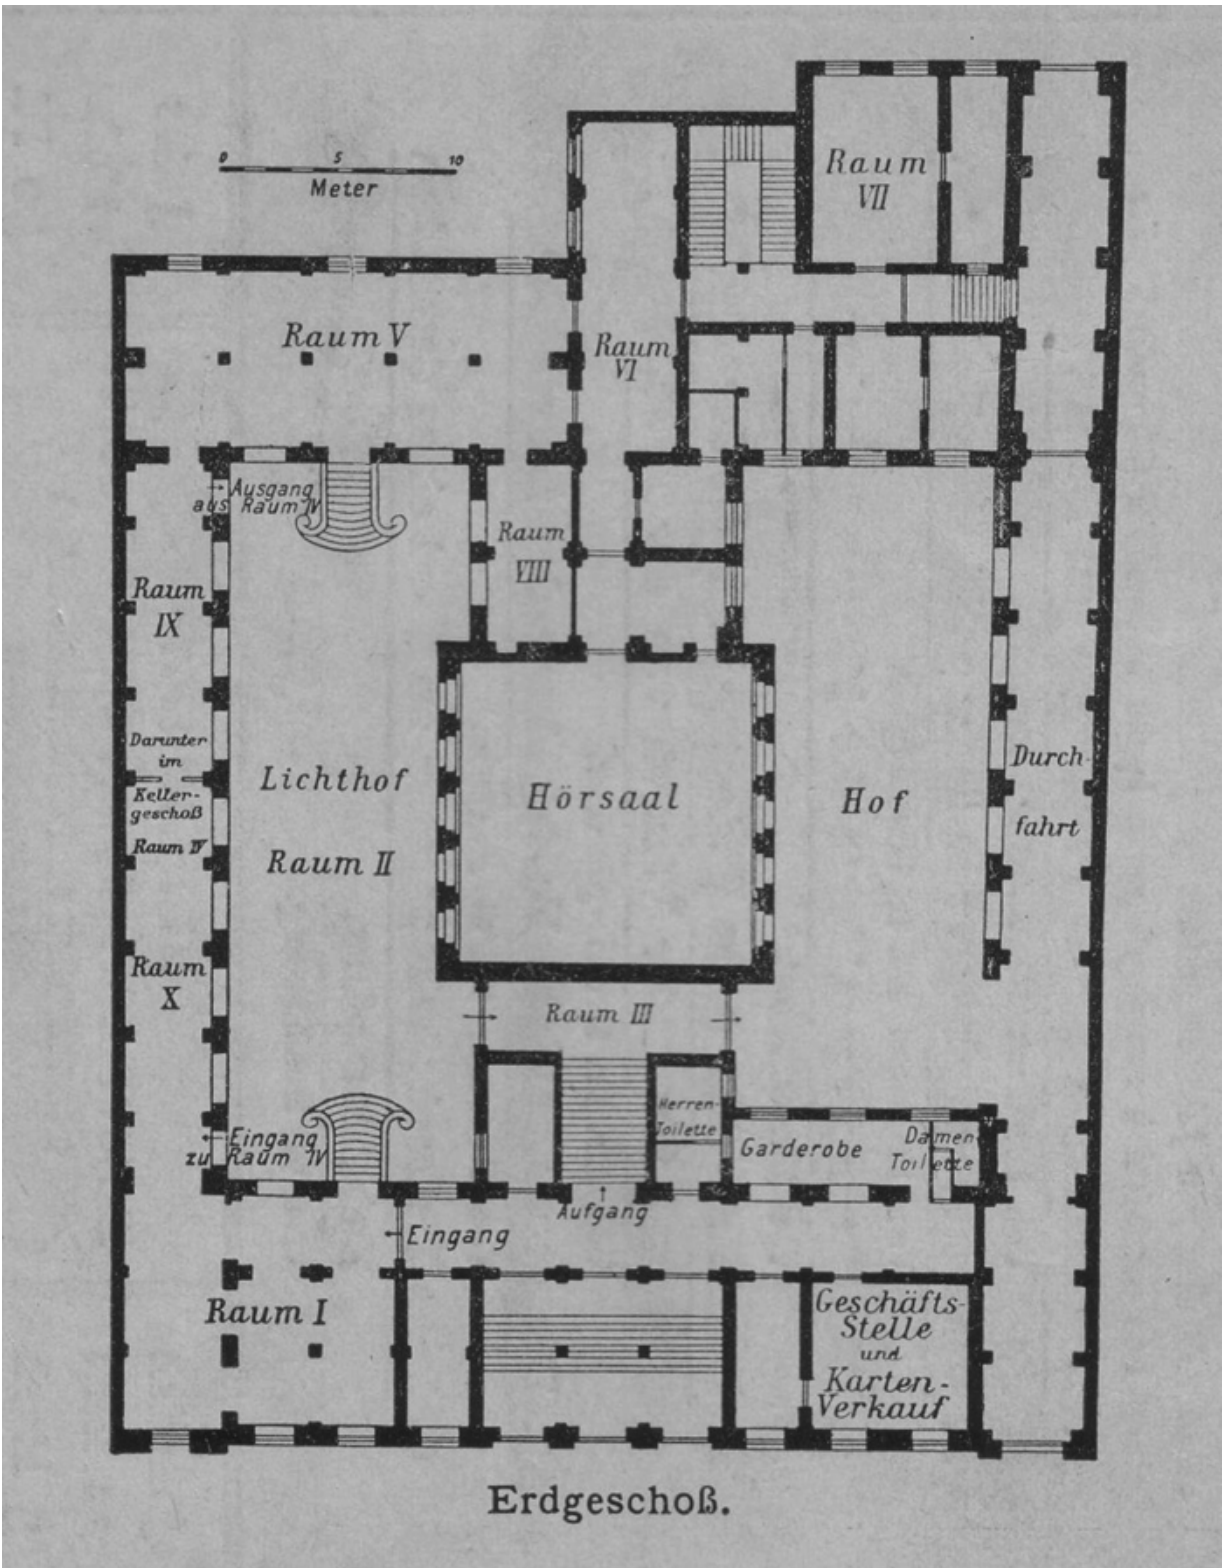 0 5 10
Meter
Raum
VII
Raum V
Raum
VI
Ausgang
aus Raum IV
Raum
VIII
Raum
IX
Darunter
im
Keller-
geschoß
Raum IV
Lichthof
Raum II
Hörsaal
Hof
Durch-
fahrt
Raum
X
Raum III
Herren
Toilette
Eingang
zu Raum IV
Garderobe
Damen
Toilette
Aufgang
Eingang
Raum I
Geschäfts-
Stelle
und
Karten-
Verkauf
Erdgeschoß.